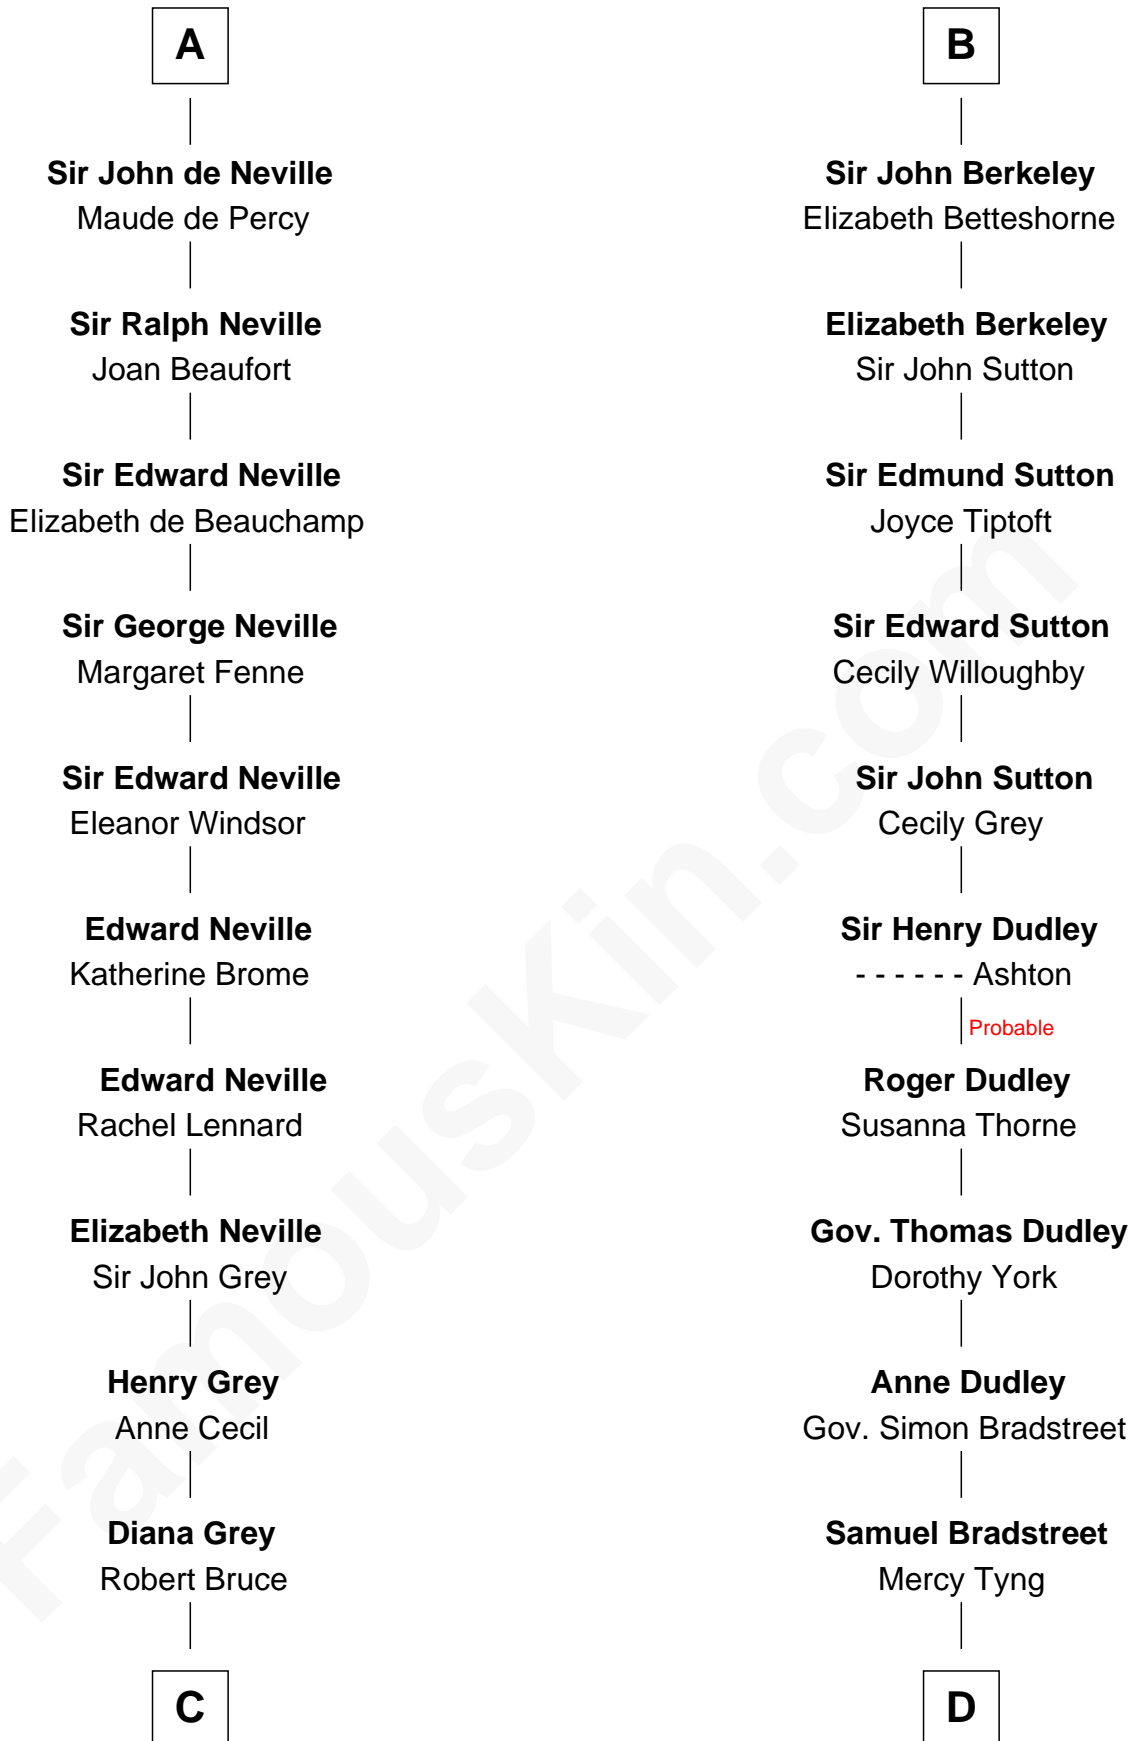 A
Sir John de Neville
Maude de Percy
Sir Ralph Neville
Joan Beaufort
Sir Edward Neville
Elizabeth de Beauchamp
Sir George Neville
Margaret Fenne
Sir Edward Neville
Eleanor Windsor
Edward Neville
Katherine Brome
Edward Neville
Rachel Lennard
Elizabeth Neville
Sir John Grey
Henry Grey
Anne Cecil
Diana Grey
Robert Bruce
C
B
Sir John Berkeley
Elizabeth Betteshorne
Elizabeth Berkeley
Sir John Sutton
Sir Edmund Sutton
Joyce Tiptoft
Sir Edward Sutton
Cecily Willoughby
Sir John Sutton
Cecily Grey
Sir Henry Dudley
- - - - - - Ashton
Probable
Roger Dudley
Susanna Thorne
Gov. Thomas Dudley
Dorothy York
Anne Dudley
Gov. Simon Bradstreet
Samuel Bradstreet
Mercy Tyng
D
FamousKin.com